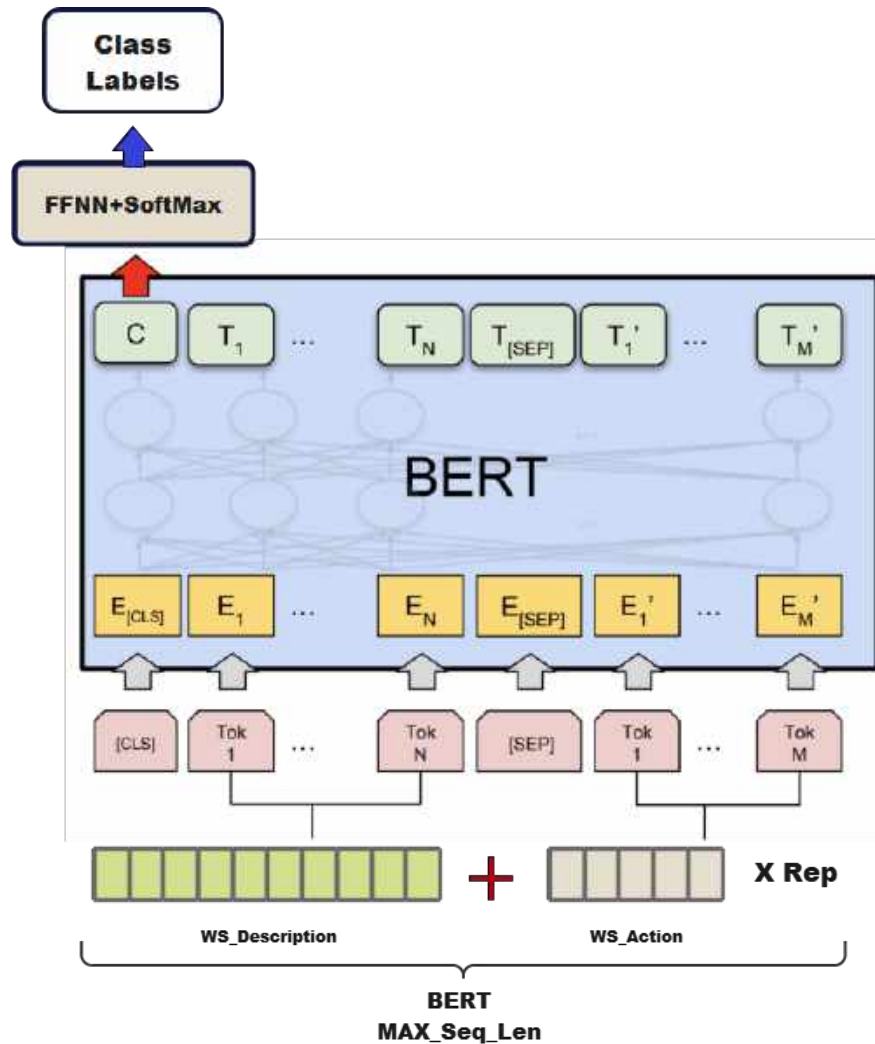 Class
Labels
FFNN+SoftMax
C T1 ... TN T[SEP] T1' ... TM'
BERT
E[CLS] E1 ... EN E[SEP] E1' ... EM'
[CLS] Tok 1 ... Tok N [SEP] Tok 1 ... Tok M
+ X Rep
WS_Description WS_Action
BERT
MAX_Seq_Len